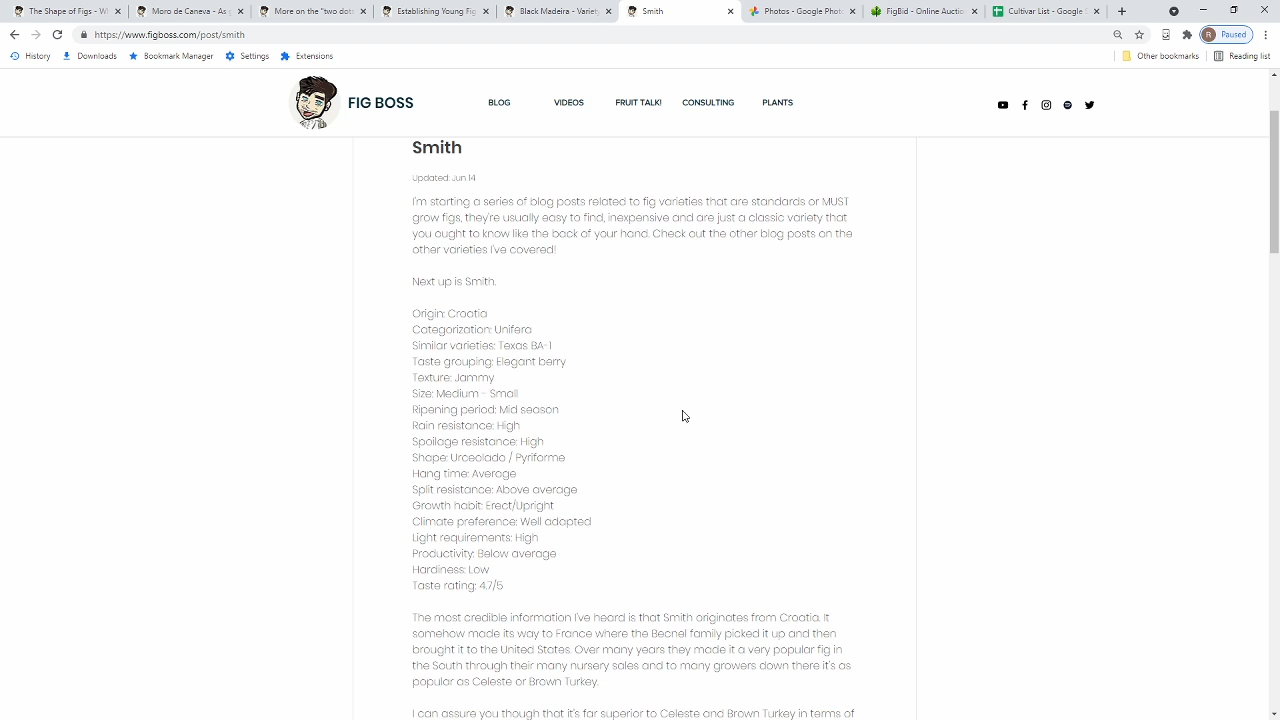 The Shape of Figs - W
Moro de Caneva - As g
More on the "two dot
Establishing Young Fig
Black Madeira - Variet
Smith
Photos - Google Phot
FigBid - Online Auctic
Cultivar List - Google
https://www.figboss.com/post/smith
R Paused
History Downloads Bookmark Manager Settings Extensions Other bookmarks Reading list
FIG BOSS BLOG VIDEOS FRUIT TALK! CONSULTING PLANTS
Smith
Updated: Jun 14
I'm starting a series of blog posts related to fig varieties that are standards or MUST
grow figs, they're usually easy to find, inexpensive and are just a classic variety that
you ought to know like the back of your hand. Check out the other blog posts on the
other varieties I've covered!
Next up is Smith.
Origin: Croatia
Categorization: Unifera
Similar varieties: Texas BA-1
Taste grouping: Elegant berry
Texture: Jammy
Size: Medium - Small
Ripening period: Mid season
Rain resistance: High
Spoilage resistance: High
Shape: Urceolado / Pyriforme
Hang time: Average
Split resistance: Above average
Growth habit: Erect/Upright
Climate preference: Well adopted
Light requirements: High
Productivity: Below average
Hardiness: Low
Taste rating: 4.7/5
The most credible information I've heard is that Smith originates from Croatia. It
somehow made its way to France where the Becnel family picked it up and then
brought it to the United States. Over many years they made it a very popular fig in
the South through their many nursery sales and to many growers down there it's as
popular as Celeste or Brown Turkey.
I can assure you though that it's far superior to Celeste and Brown Turkey in terms of